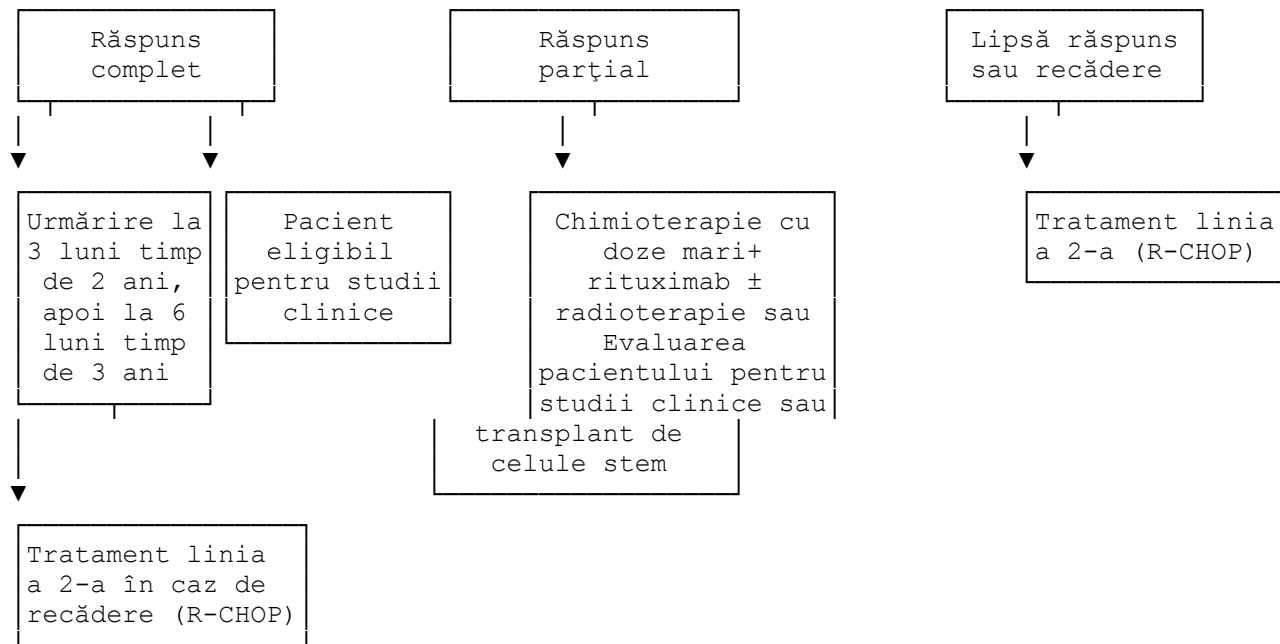 Răspuns
complet
Răspuns
parţial
Lipsă răspuns
sau recădere
Urmărire la
3 luni timp
de 2 ani,
apoi la 6
luni timp
de 3 ani
Pacient
eligibil
pentru studii
clinice
Chimioterapie cu
doze mari+
rituximab ±
radioterapie sau
Evaluarea
pacientului pentru
studii clinice sau
transplant de
celule stem
Tratament linia
a 2-a (R-CHOP)
Tratament linia
a 2-a în caz de
recădere (R-CHOP)